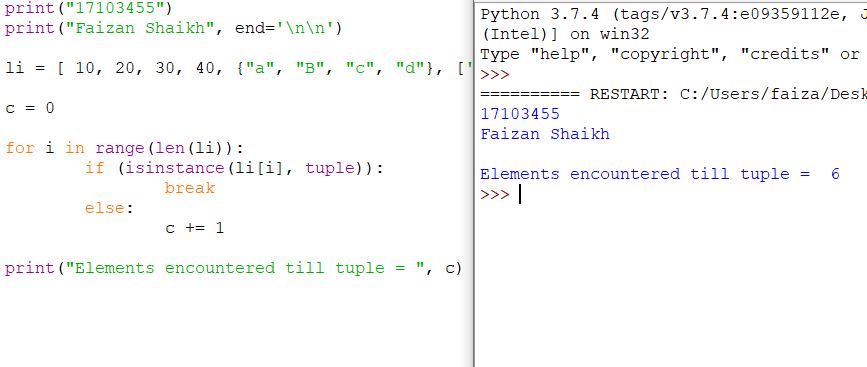 print("17103455")
print("Faizan Shaikh", end='\n\n')
li = [ 10, 20, 30, 40, {"a", "B", "c", "d"}, ['
c = 0
for i in range(len(li)):
if (isinstance(li[i], tuple)):
break
else:
c += 1
print("Elements encountered till tuple = ", c)
Python 3.7.4 (tags/v3.7.4:e09359112e, J
(Intel)] on win32
Type "help", "copyright", "credits" or
>>>
========== RESTART: C:/Users/faiza/Desk
17103455
Faizan Shaikh
Elements encountered till tuple =  6
>>>